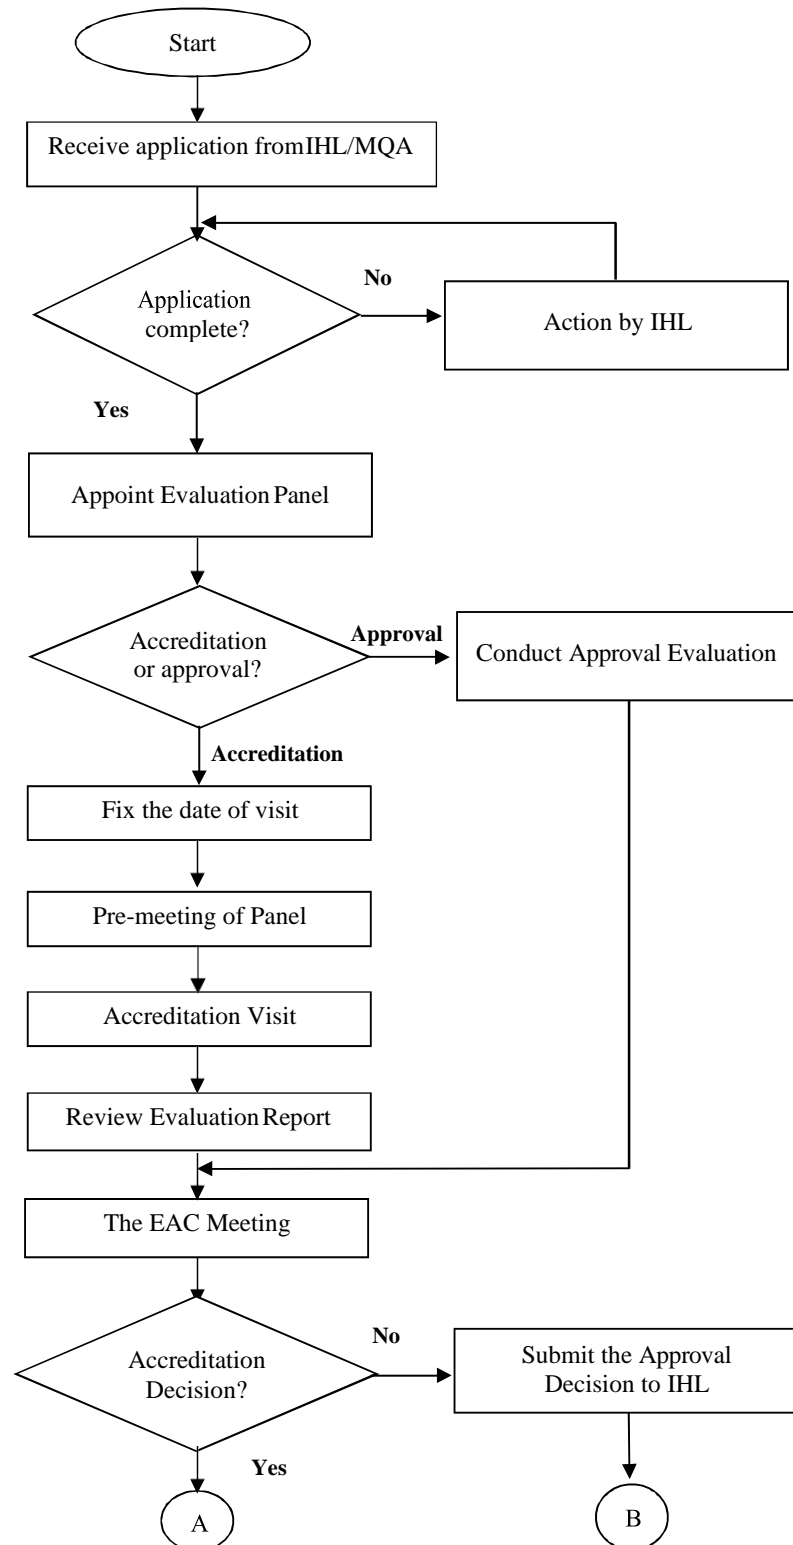 Start
Receive application from IHL/MQA
No
Application
complete?
Action by IHL
Yes
Appoint Evaluation Panel
Accreditation
or approval?
Approval
Conduct Approval Evaluation
Accreditation
Fix the date of visit
Pre-meeting of Panel
Accreditation Visit
Review Evaluation Report
The EAC Meeting
Accreditation
Decision?
No
Submit the Approval
Decision to IHL
Yes
A
B